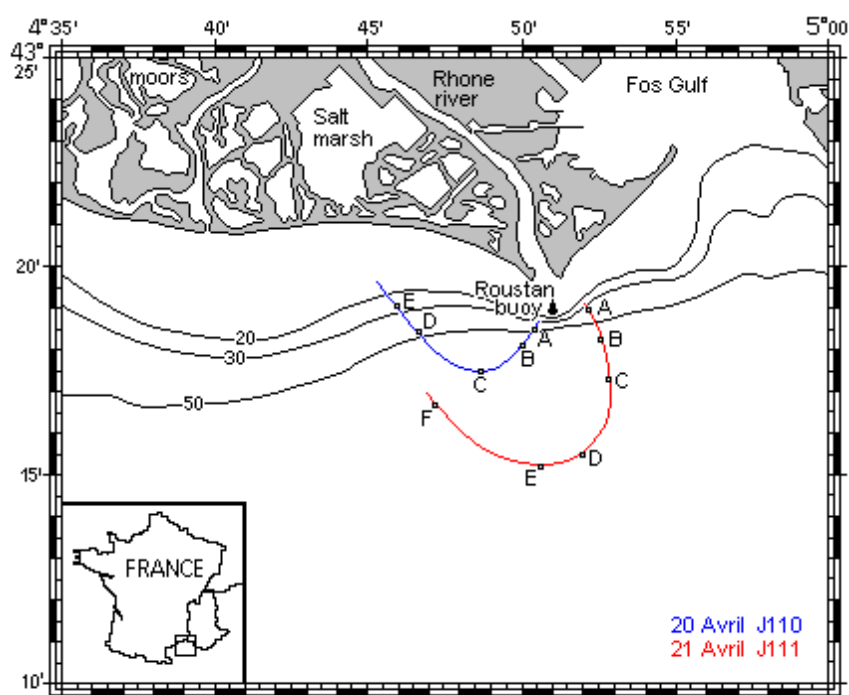 4°35' 40' 45' 50' 55' 5°00
43°
25'
moors
Rhone
river
Fos Gulf
Salt
marsh
20'
Roustan
buoy
E
A
D
A
B
B
20
30
C
C
50
F
15'
D
E
FRANCE
20 Avril J110
21 Avril J111
10'